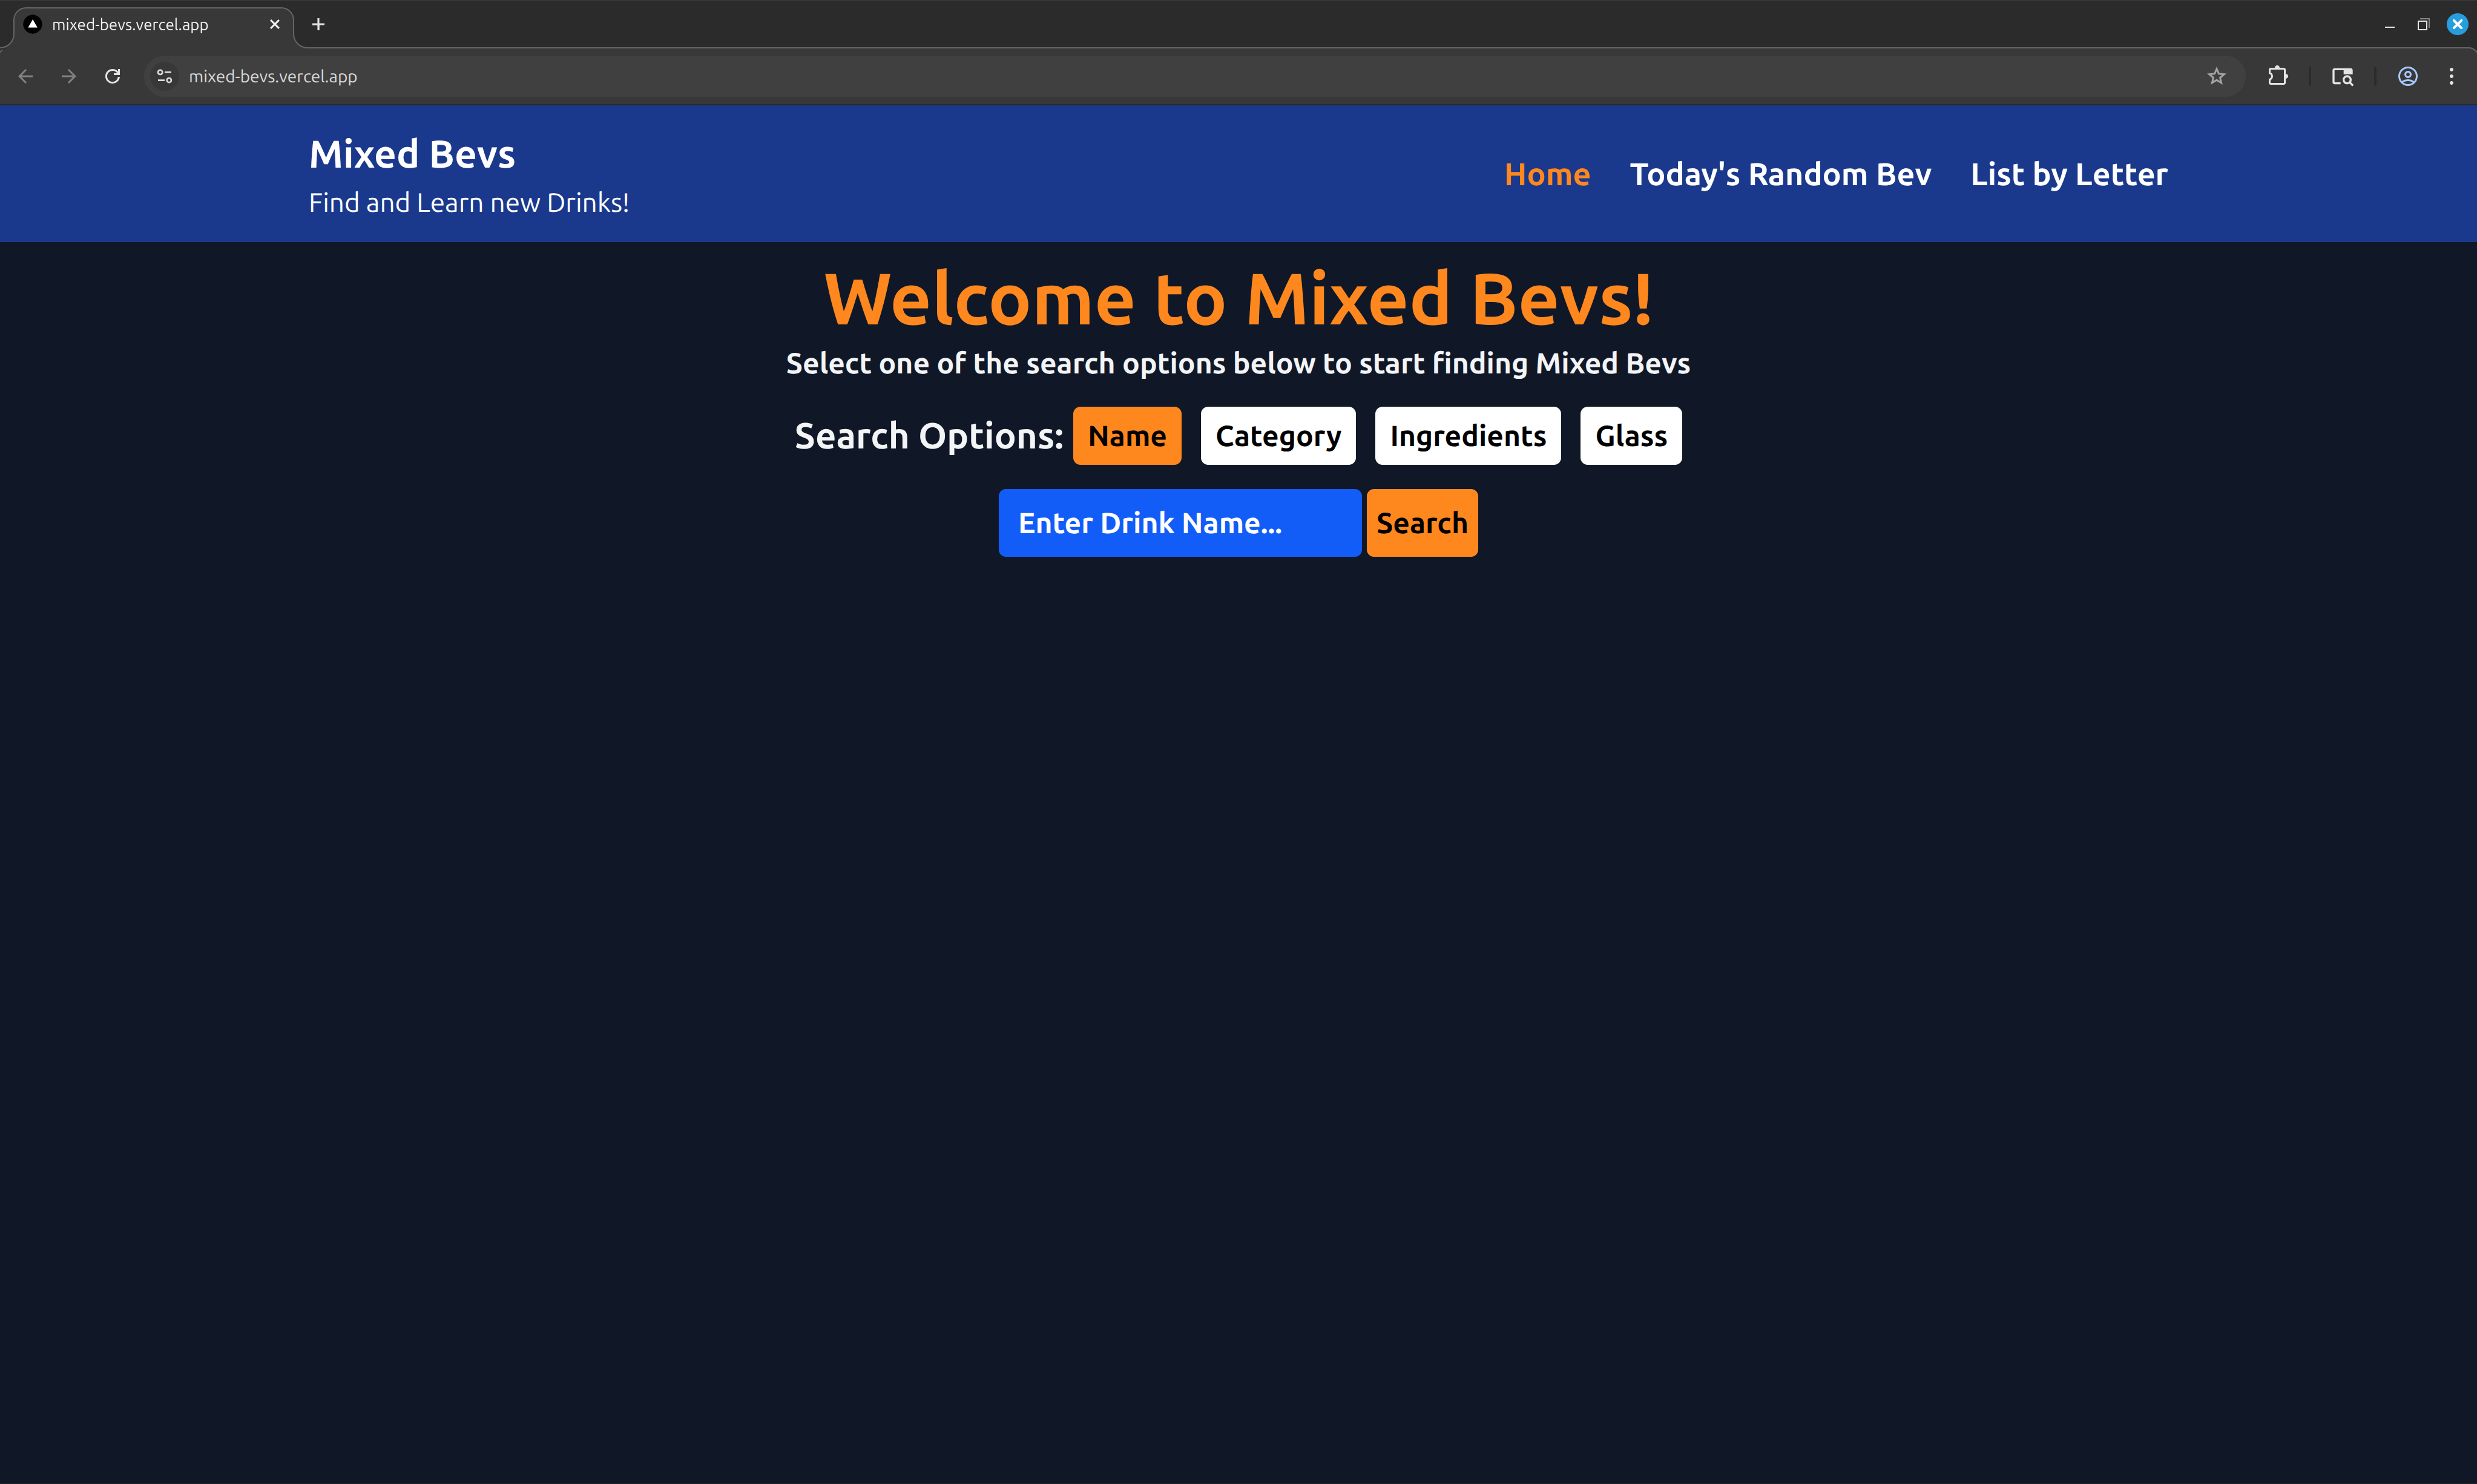 mixed-bevs.vercel.app
mixed-bevs.vercel.app
Mixed Bevs
Find and Learn new Drinks!
Home Today's Random Bev List by Letter
Welcome to Mixed Bevs!
Select one of the search options below to start finding Mixed Bevs
Search Options: Name Category Ingredients Glass
Enter Drink Name... Search